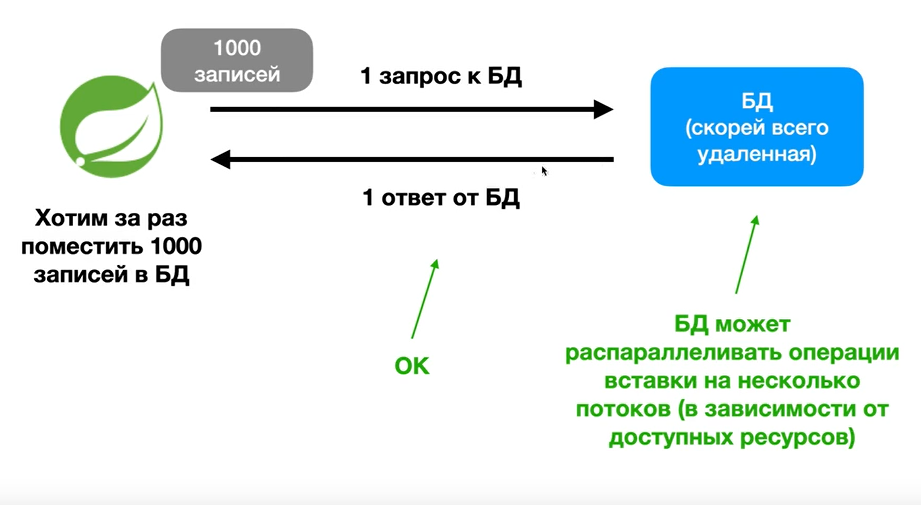 1000
записей
1 запрос к БД
БД
(скорей всего
удаленная)
1 ответ от БД
Хотим за раз
поместить 1000
записей в БД
ОК
БД может
распараллеливать операции
вставки на несколько
потоков (в зависимости от
доступных ресурсов)